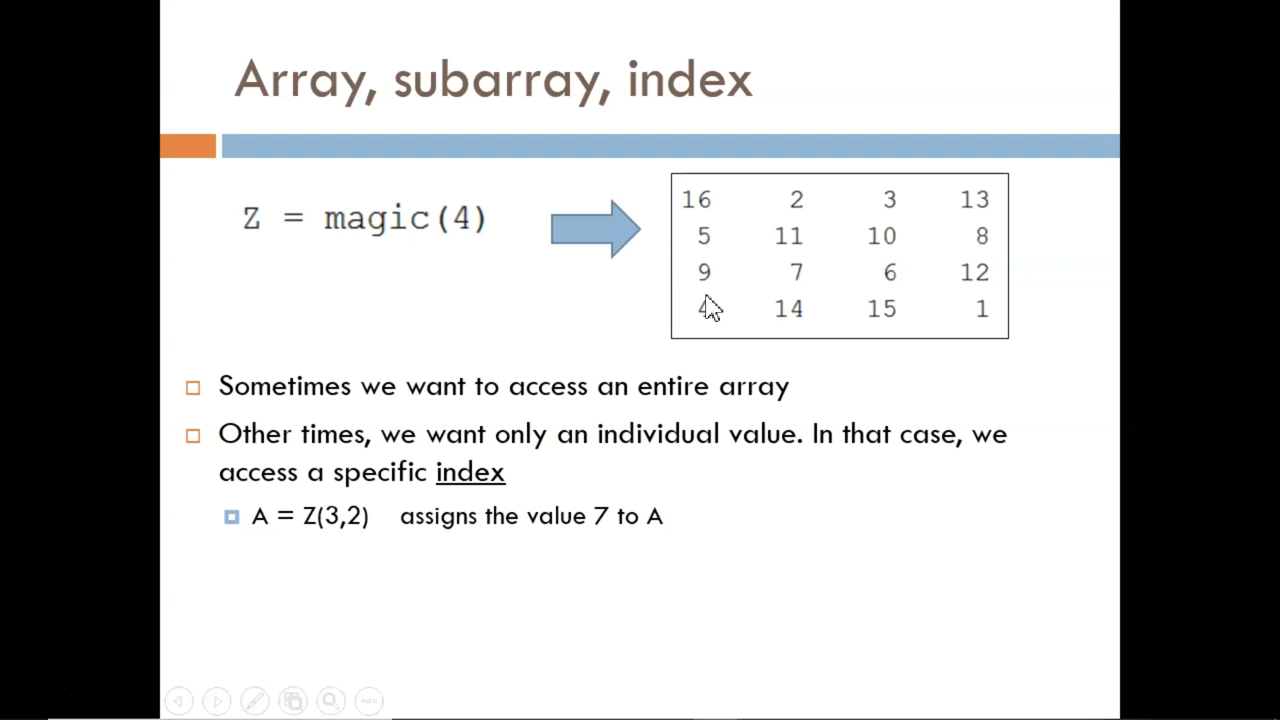 Array, subarray, index
Z = magic(4)
16 2 3 13
5 11 10 8
9 7 6 12
4 14 15 1
Sometimes we want to access an entire array
Other times, we want only an individual value. In that case, we
access a specific index
A = Z(3,2) assigns the value 7 to A